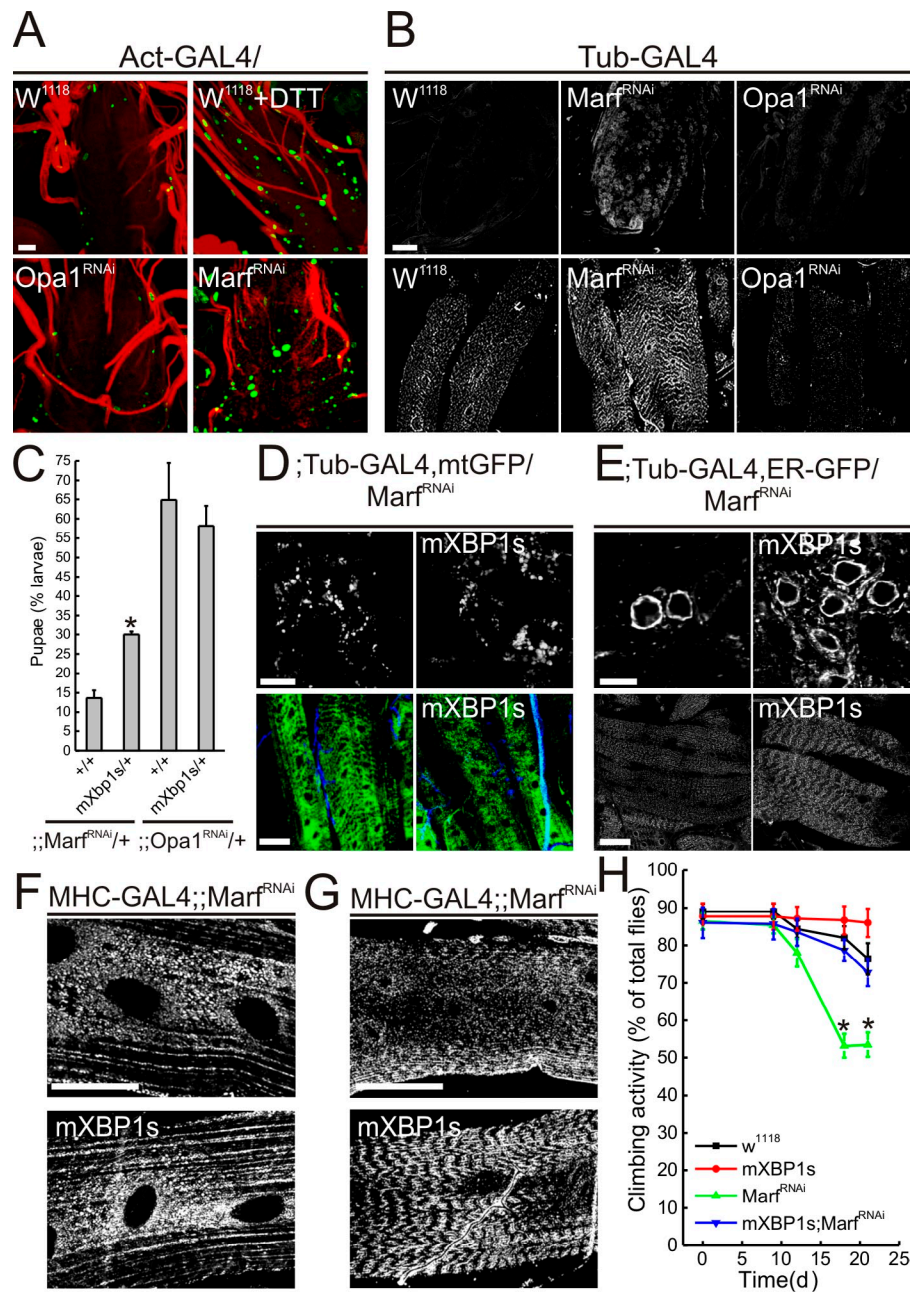 A
Act-GAL4/
W1118
W1118+DTT
Opa1RNAi
MarfRNAi
B
Tub-GAL4
W1118
MarfRNAi
Opa1RNAi
W1118
MarfRNAi
Opa1RNAi
C
Pupae (% larvae)
75
70
65
60
55
50
45
40
35
30
25
20
15
10
5
0
*
+/+
mXbp1s/+
+/+
mXbp1s/+
;;MarfRNAi/+
;;Opa1RNAi/+
D
;Tub-GAL4,mtGFP/
MarfRNAi
mXBP1s
mXBP1s
E
;Tub-GAL4,ER-GFP/
MarfRNAi
mXBP1s
mXBP1s
F
MHC-GAL4;;MarfRNAi
mXBP1s
G
MHC-GAL4;;MarfRNAi
mXBP1s
H
Climbing activity (% of total flies)
100
90
80
70
60
50
40
30
20
10
0
* *
w1118
mXBP1s
MarfRNAi
mXBP1s;MarfRNAi
0 5 10 15 20 25
Time(d)